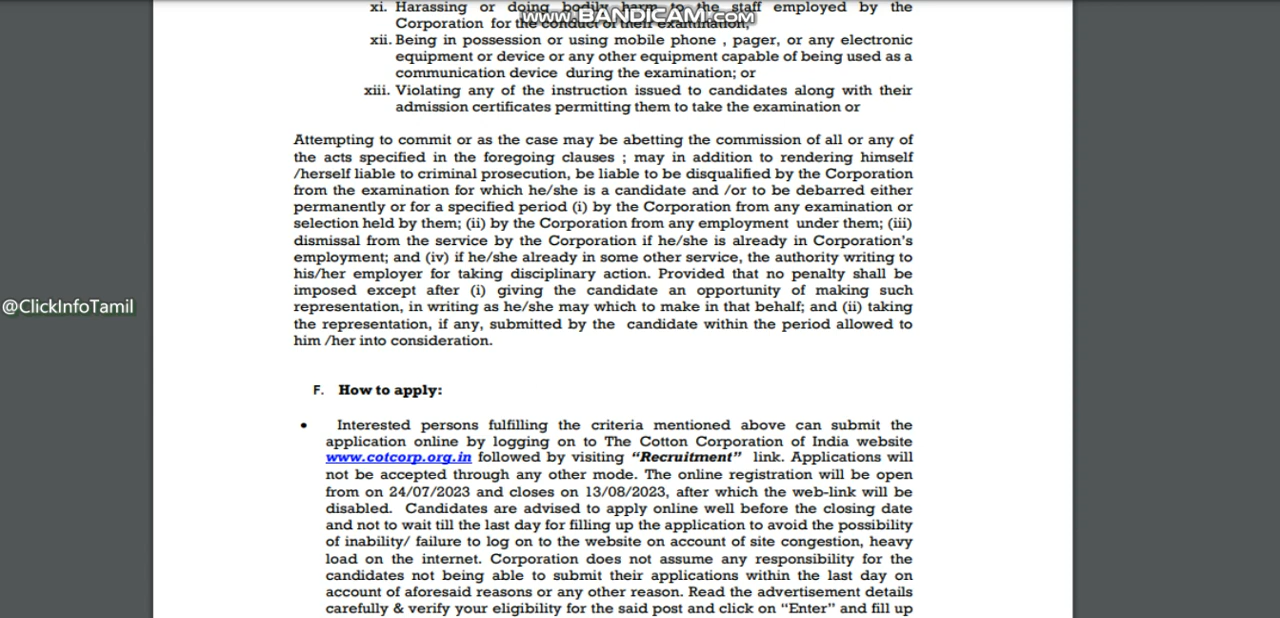 xi. Harassing or doing bodily harm to the staff employed by the
www.BANDICAM.com
Corporation for the conduct of their examination;
xii. Being in possession or using mobile phone , pager, or any electronic
equipment or device or any other equipment capable of being used as a
communication device during the examination; or
xiii. Violating any of the instruction issued to candidates along with their
admission certificates permitting them to take the examination or
Attempting to commit or as the case may be abetting the commission of all or any of
the acts specified in the foregoing clauses ; may in addition to rendering himself
/herself liable to criminal prosecution, be liable to be disqualified by the Corporation
from the examination for which he/she is a candidate and /or to be debarred either
permanently or for a specified period (i) by the Corporation from any examination or
selection held by them; (ii) by the Corporation from any employment under them; (iii)
dismissal from the service by the Corporation if he/she is already in Corporation's
employment; and (iv) if he/she already in some other service, the authority writing to
his/her employer for taking disciplinary action. Provided that no penalty shall be
imposed except after (i) giving the candidate an opportunity of making such
@ClickInfoTamil
representation, in writing as he/she may which to make in that behalf; and (ii) taking
the representation, if any, submitted by the candidate within the period allowed to
him /her into consideration.
F. How to apply:
• Interested persons fulfilling the criteria mentioned above can submit the
application online by logging on to The Cotton Corporation of India website
www.cotcorp.org.in followed by visiting “Recruitment” link. Applications will
not be accepted through any other mode. The online registration will be open
from on 24/07/2023 and closes on 13/08/2023, after which the web-link will be
disabled. Candidates are advised to apply online well before the closing date
and not to wait till the last day for filling up the application to avoid the possibility
of inability/ failure to log on to the website on account of site congestion, heavy
load on the internet. Corporation does not assume any responsibility for the
candidates not being able to submit their applications within the last day on
account of aforesaid reasons or any other reason. Read the advertisement details
carefully & verify your eligibility for the said post and click on “Enter” and fill up